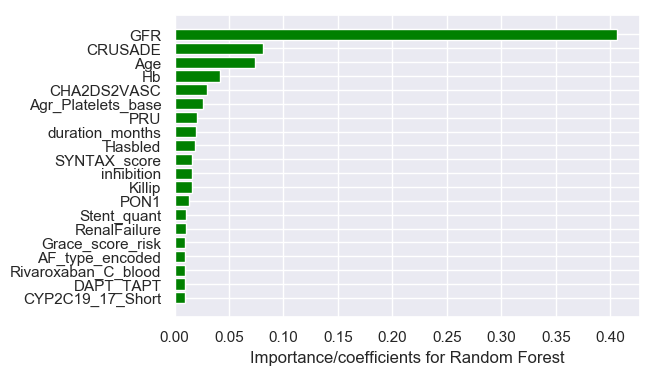 GFR
CRUSADE
Age
Hb
CHA2DS2VASC
Agr_Platelets_base
PRU
duration_months
Hasbled
SYNTAX_score
inhibition
Killip
PON1
Stent_quant
RenalFailure
Grace_score_risk
AF_type_encoded
Rivaroxaban_C_blood
DAPT_TAPT
CYP2C19_17_Short
0.00 0.05 0.10 0.15 0.20 0.25 0.30 0.35 0.40
Importance/coefficients for Random Forest